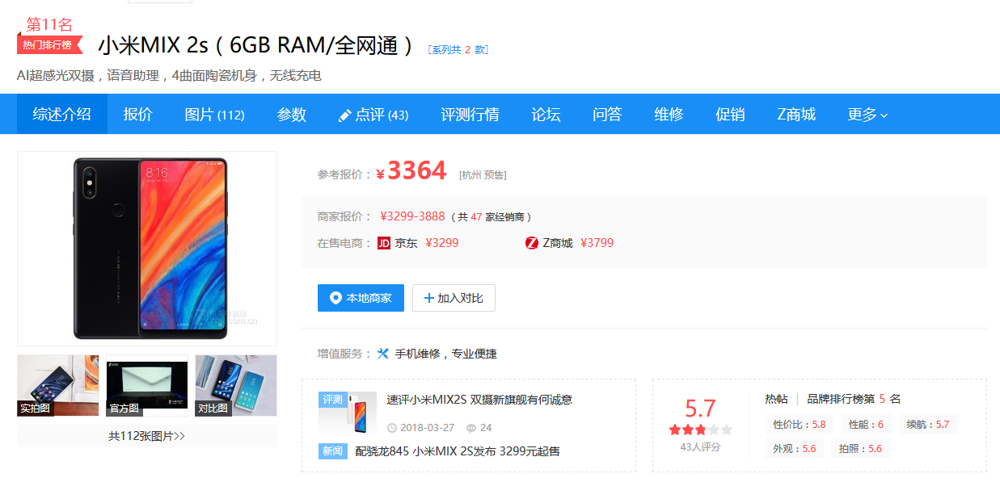 第11名
热门排行榜
小米MIX 2s（6GB RAM/全网通） [系列共 2 款]
AI超感光双摄，语音助理，4曲面陶瓷机身，无线充电
综述介绍 报价 图片 (112) 参数 点评 (43) 评测行情 论坛 问答 维修 促销 Z商城 更多
8:16
参考报价： ¥3364 [杭州 预售]
商家报价： ¥3299-3888 （共 47 家经销商）
在售电商： JD 京东 ¥3299 Z Z商城 ¥3799
本地商家 加入对比
增值服务： 手机维修，专业便捷
实拍图 官方图 对比图
共112张图片>>
评测 速评小米MIX2S 双摄新旗舰有何诚意
2018-03-27 24
新闻 配骁龙845 小米MIX 2S发布 3299元起售
5.7
43人评分
热帖 | 品牌排行榜第 5 名
性价比：5.8 性能：6 续航：5.7
外观：5.6 拍照：5.6